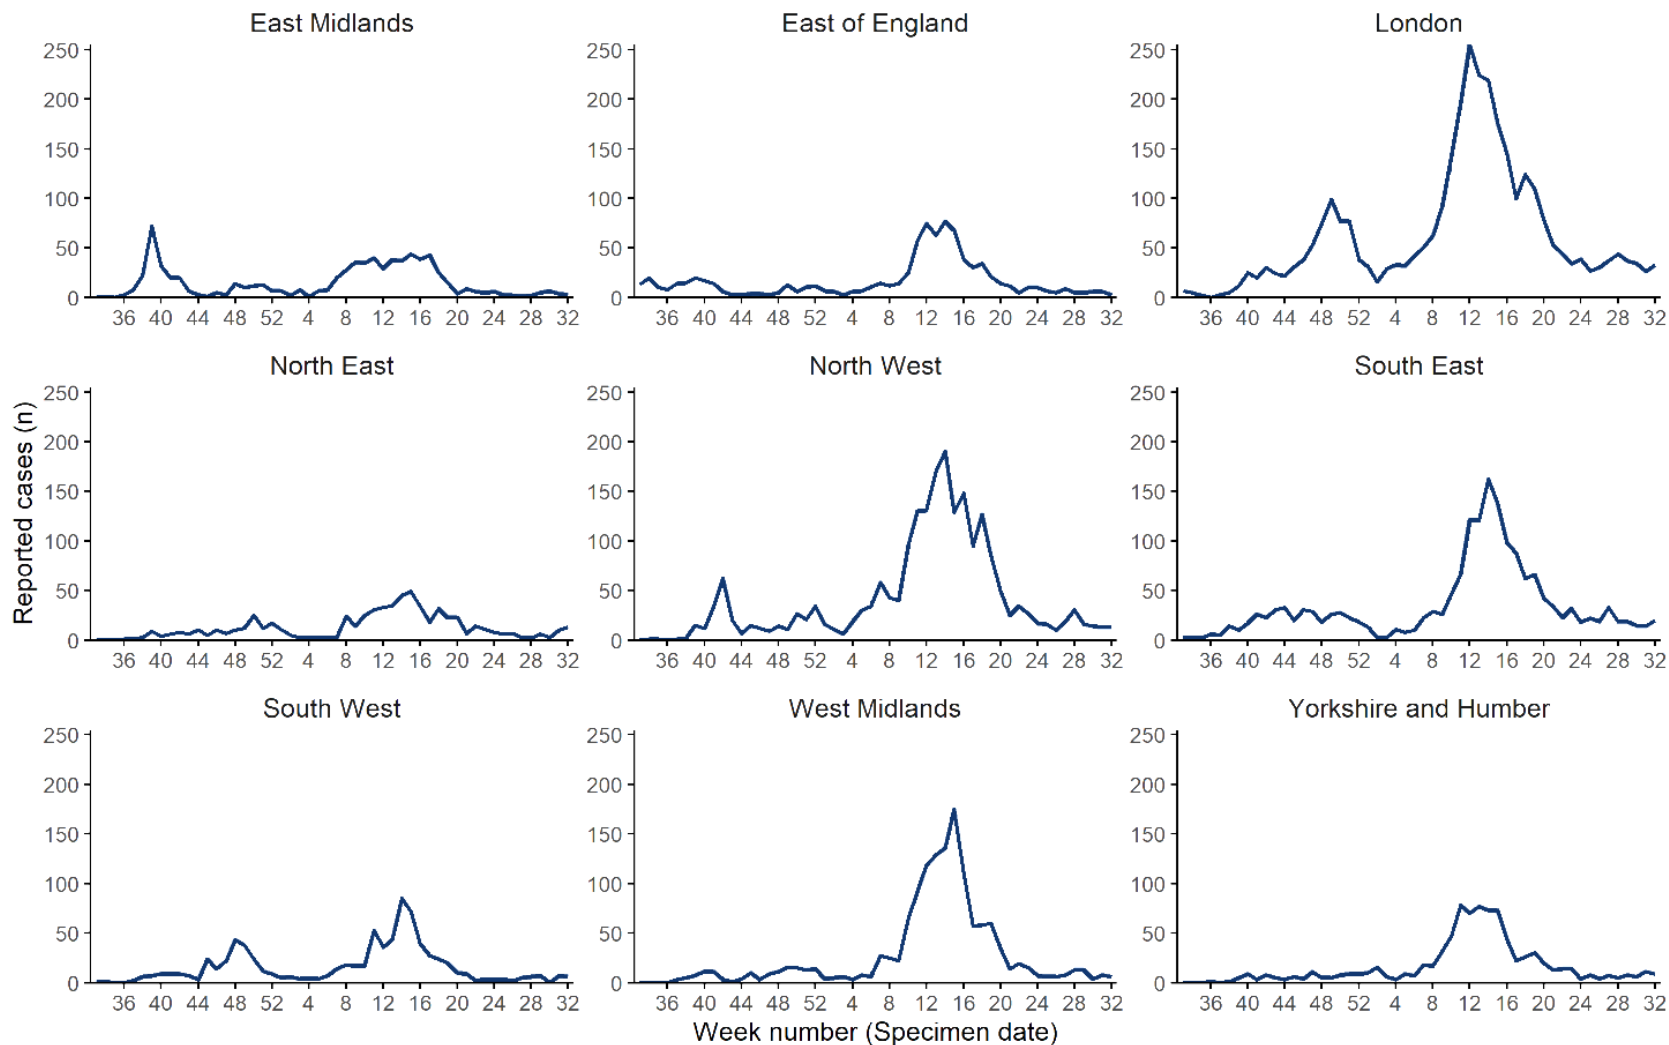 East Midlands
East of England
London
250
200
150
100
50
0
36 40 44 48 52 4 8 12 16 20 24 28 32
250
200
150
100
50
0
36 40 44 48 52 4 8 12 16 20 24 28 32
250
200
150
100
50
0
36 40 44 48 52 4 8 12 16 20 24 28 32
Reported cases (n)
North East
North West
South East
250
200
150
100
50
0
36 40 44 48 52 4 8 12 16 20 24 28 32
250
200
150
100
50
0
36 40 44 48 52 4 8 12 16 20 24 28 32
250
200
150
100
50
0
36 40 44 48 52 4 8 12 16 20 24 28 32
South West
West Midlands
Yorkshire and Humber
250
200
150
100
50
0
36 40 44 48 52 4 8 12 16 20 24 28 32
250
200
150
100
50
0
36 40 44 48 52 4 8 12 16 20 24 28 32
250
200
150
100
50
0
36 40 44 48 52 4 8 12 16 20 24 28 32
Week number (Specimen date)